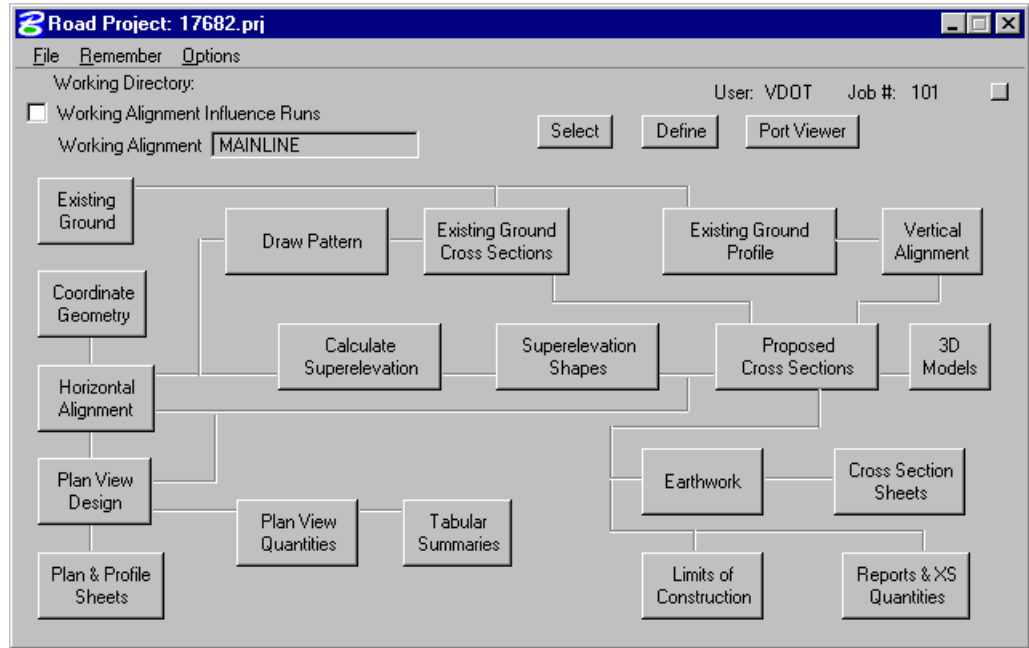 Road Project: 17682.prj
File Remember Options
Working Directory:
User: VDOT Job #: 101
Working Alignment Influence Runs
Working Alignment MAINLINE
Select Define Port Viewer
Existing
Ground
Draw Pattern
Existing Ground
Cross Sections
Existing Ground
Profile
Vertical
Alignment
Coordinate
Geometry
Calculate
Superelevation
Superelevation
Shapes
Proposed
Cross Sections
3D
Models
Horizontal
Alignment
Plan View
Design
Earthwork
Cross Section
Sheets
Plan View
Quantities
Tabular
Summaries
Plan & Profile
Sheets
Limits of
Construction
Reports & XS
Quantities